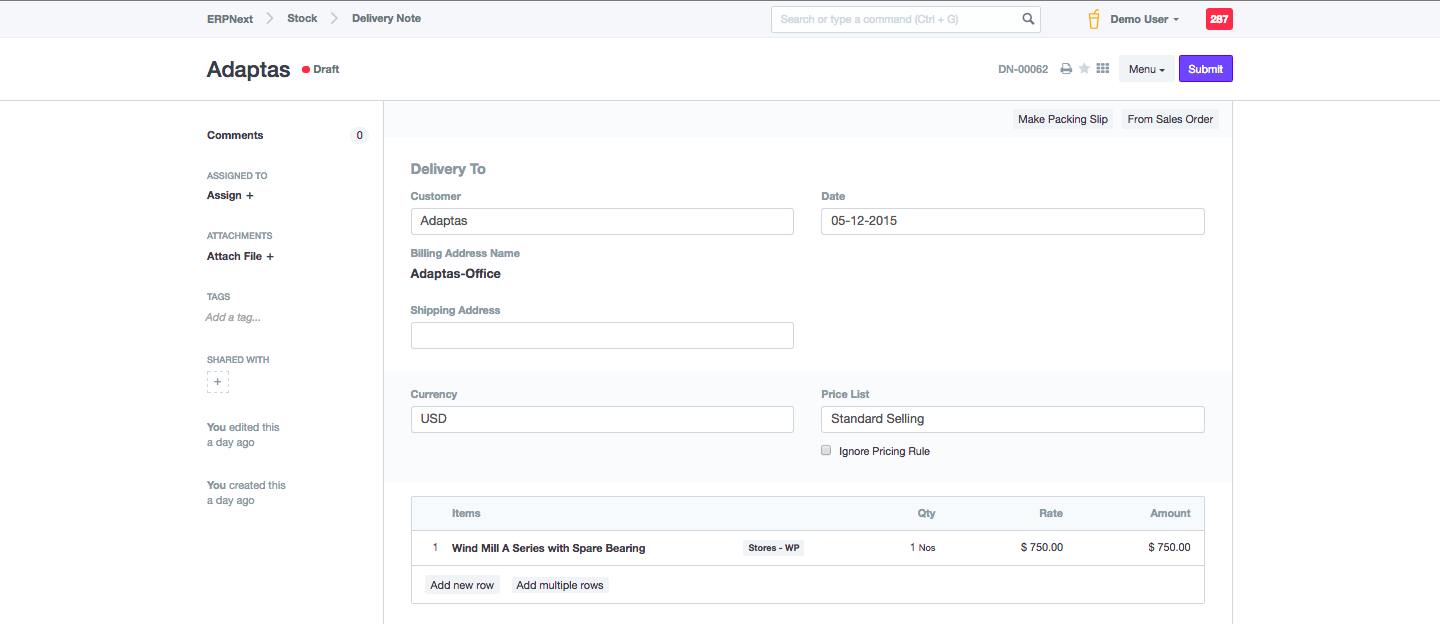 ERPNext Stock Delivery Note Search or type a command (Ctrl + G) Demo User 287
Adaptas Draft DN-00062 Menu Submit
Make Packing Slip From Sales Order
Comments 0
ASSIGNED TO
Assign +
ATTACHMENTS
Attach File +
TAGS
Add a tag...
SHARED WITH
+
You edited this
a day ago
You created this
a day ago
Delivery To
Customer Date
Adaptas 05-12-2015
Billing Address Name
Adaptas-Office
Shipping Address
Currency Price List
USD Standard Selling
Ignore Pricing Rule
Items Qty Rate Amount
1 Wind Mill A Series with Spare Bearing Stores - WP 1 Nos $ 750.00 $ 750.00
Add new row Add multiple rows